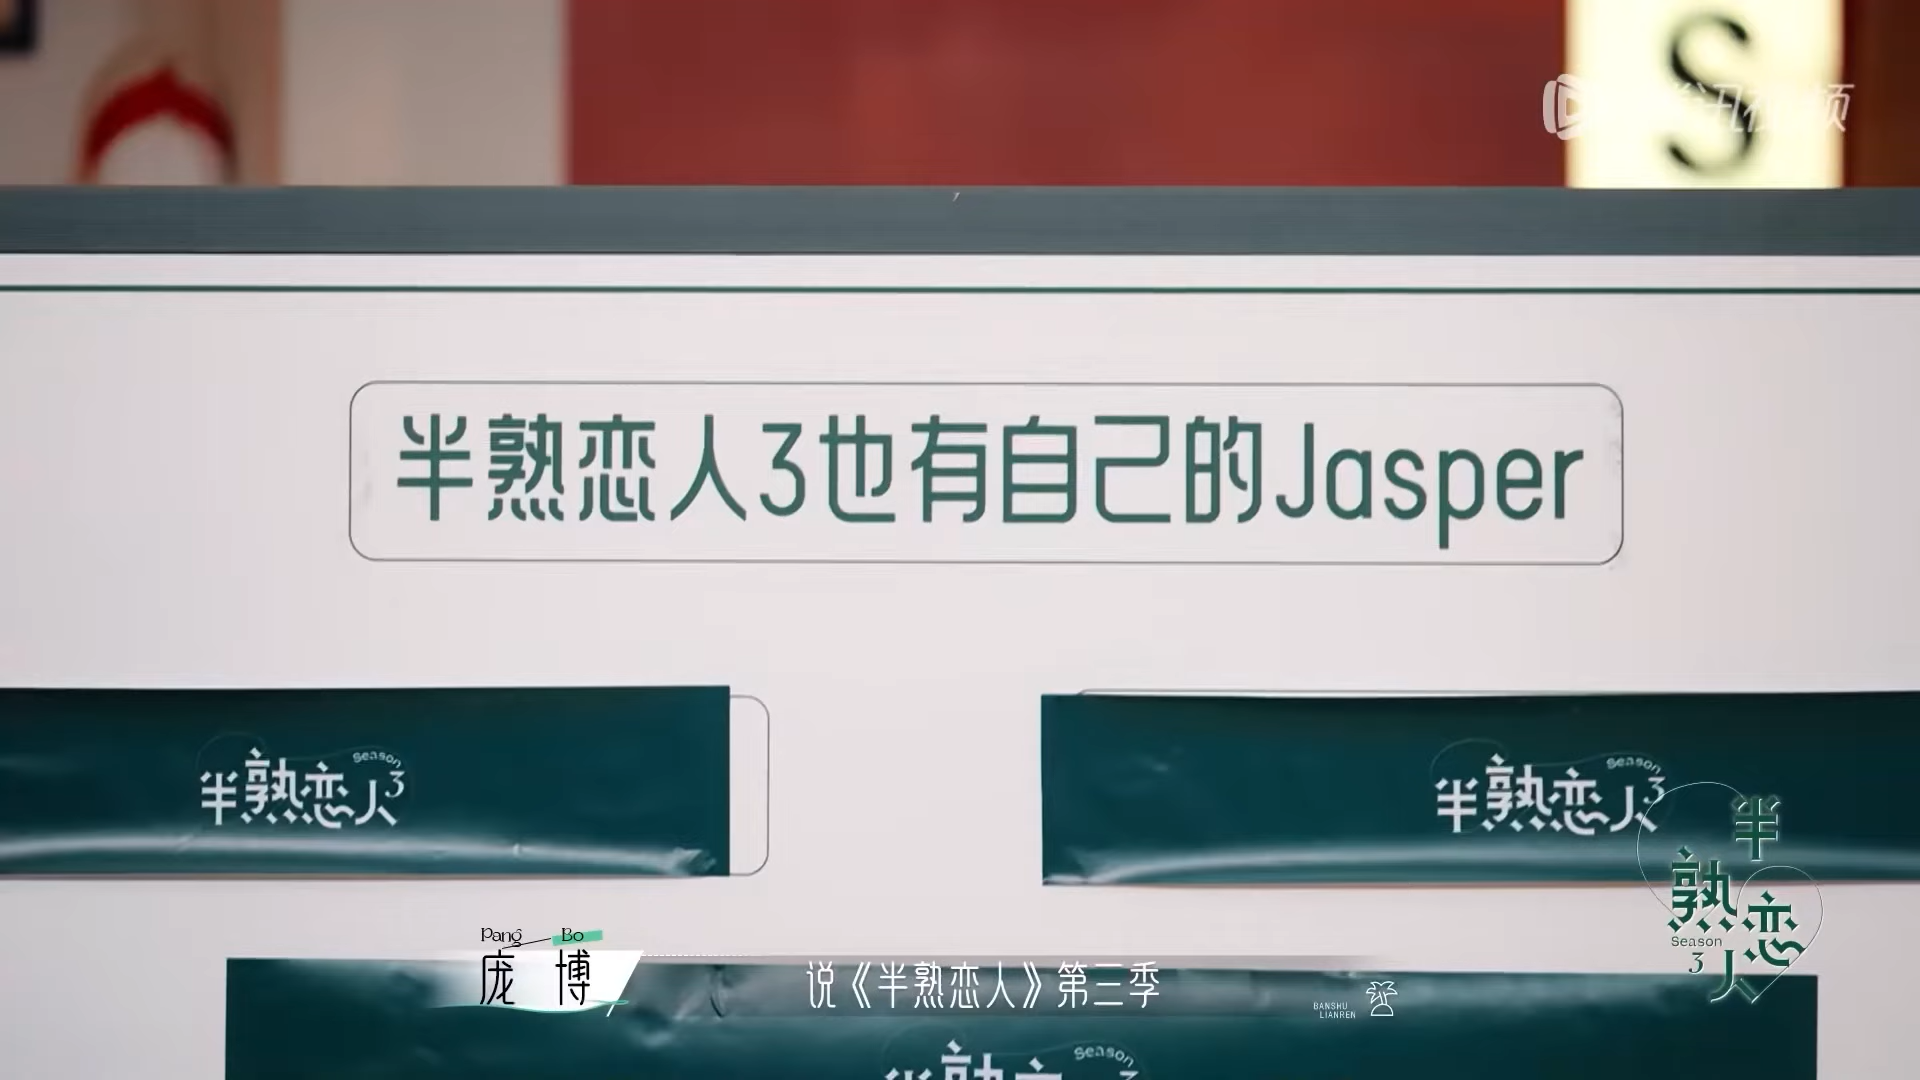 S
半熟恋人3也有自己的Jasper
半熟恋人3
Season
半熟恋人3
Season
半熟恋人
Season
3
Pang Bo
庞博
说《半熟恋人》第三季
BANSHU
LIANREN
Season